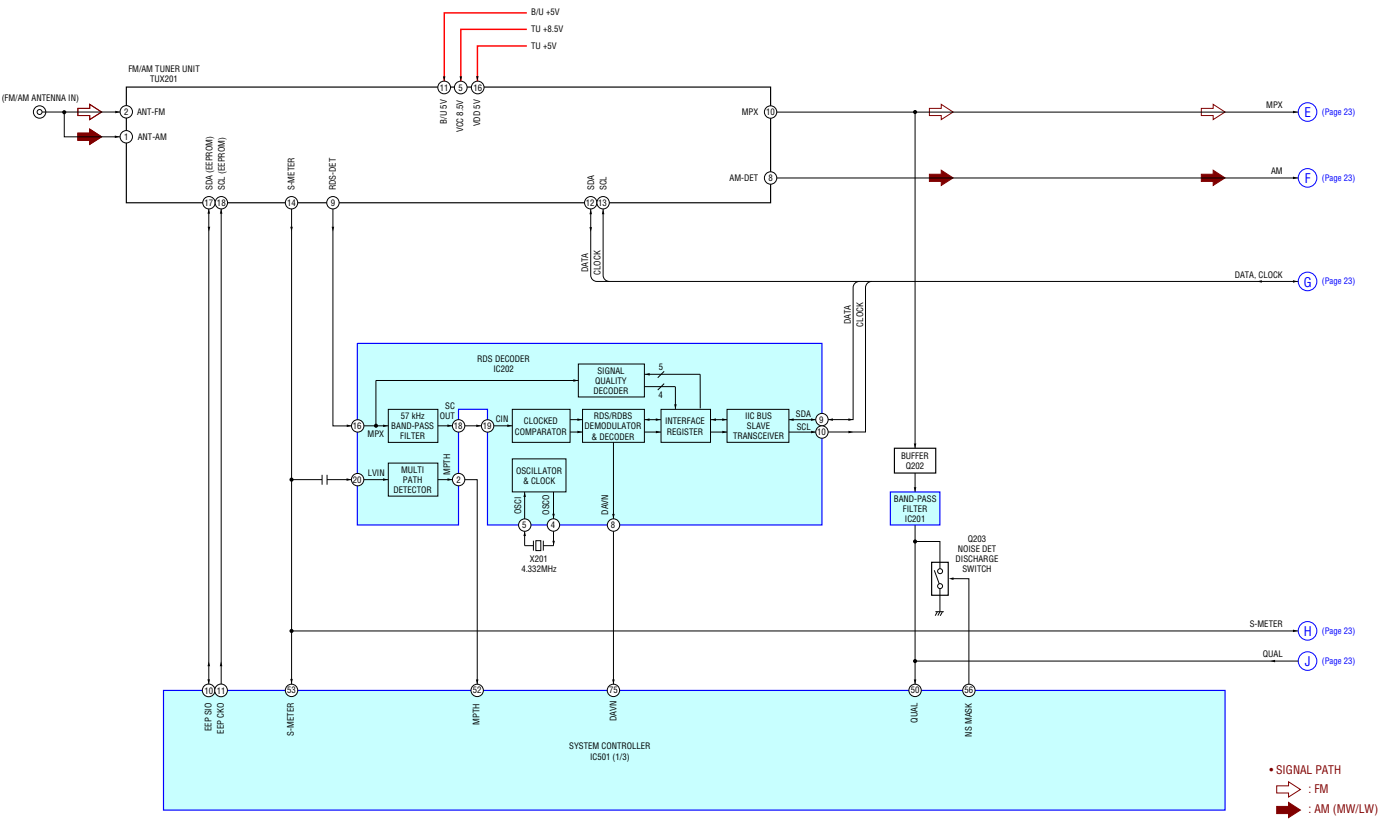 B/U +5V
TU +8.5V
TU +5V
FM/AM TUNER UNIT
TUX201
(FM/AM ANTENNA IN)
2 ANT-FM
1 ANT-AM
11 5 16
B/U 5V
VCC 8.5V
VDD 5V
MPX 10
MPX
E (Page 23)
AM-DET 8
AM
F (Page 23)
SDA (EEPROM)
SCL (EEPROM)
S-METER
RDS-DET
SDA
SCL
17 18 14 9 12 13
DATA
CLOCK
DATA, CLOCK
G (Page 23)
DATA
CLOCK
RDS DECODER
IC202
SIGNAL
QUALITY
DECODER
5
4
16
MPX
57 kHz
BAND-PASS
FILTER
SC
OUT
18
19
CIN
CLOCKED
COMPARATOR
RDS/RDBS
DEMODULATOR
& DECODER
INTERFACE
REGISTER
IIC BUS
SLAVE
TRANSCEIVER
SDA 9
SCL 10
20 LVIN
MULTI
PATH
DETECTOR
MPTH
2
OSCILLATOR
& CLOCK
OSCI
OSCO
DAVN
5 4 8
X201
4.332MHz
BUFFER
Q202
BAND-PASS
FILTER
IC201
Q203
NOISE DET
DISCHARGE
SWITCH
S-METER
H (Page 23)
QUAL
J (Page 23)
10 11 53 52 75 50 56
EEP SIO
EEP CKO
S-METER
MPTH
DAVN
QUAL
NS MASK
SYSTEM CONTROLLER
IC501 (1/3)
• SIGNAL PATH
: FM
: AM (MW/LW)